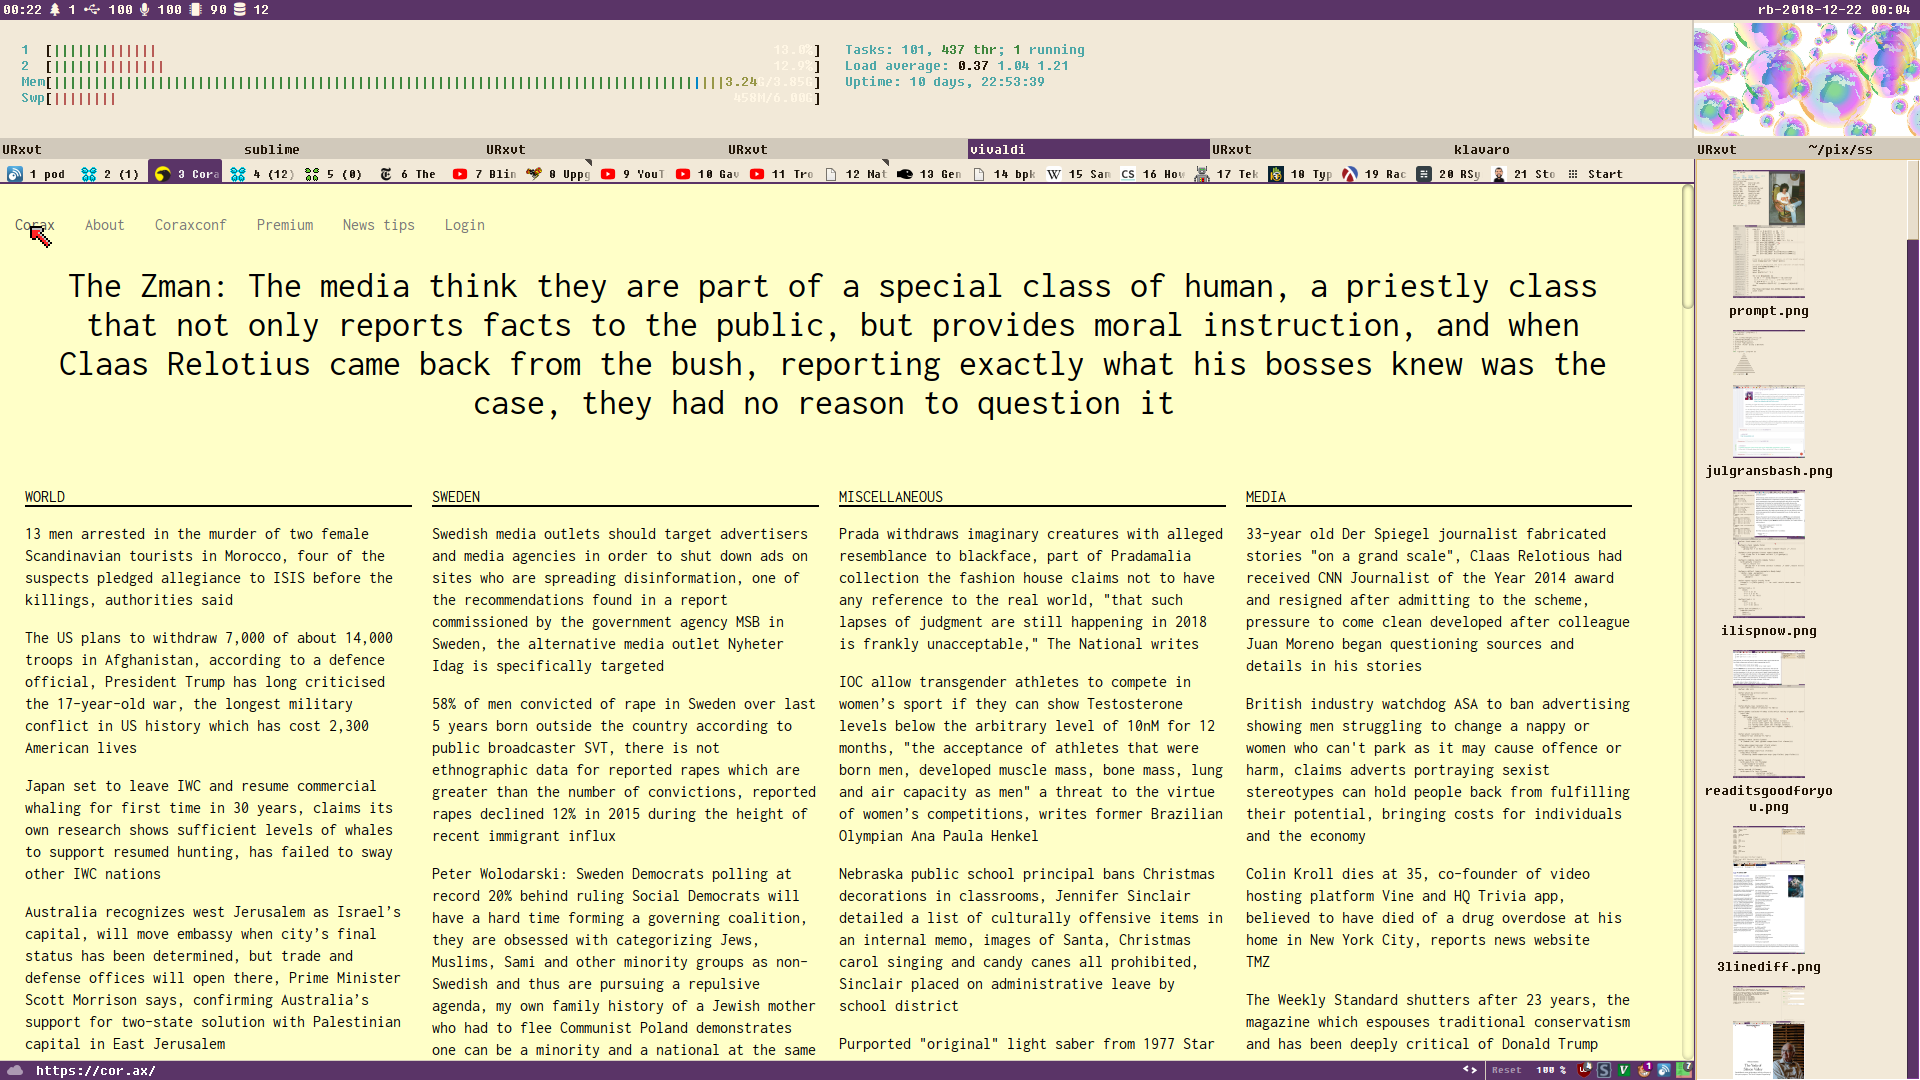 00:22 1 100 100 90 12
rb-2018-12-22 00:04
1 [ 13.0%]
2 [ 12.9%]
Mem[ 3.24G/3.85G]
Swp[ 458M/6.00G]
Tasks: 101, 437 thr; 1 running
Load average: 0.37 1.04 1.21
Uptime: 10 days, 22:53:39
URxvt sublime URxvt URxvt vivaldi URxvt klavaro URxvt ~/pix/ss
1 pod 2 (1) 3 Cora 4 (12) 5 (0) 6 The 7 Blin 8 Uppg 9 YouT 10 Gav 11 Tro 12 Nat 13 Gen 14 bpk 15 San 16 How 17 Tek 18 Typ 19 Rac 20 RSy 21 Sto Start
Corax About Coraxconf Premium News tips Login
The Zman: The media think they are part of a special class of human, a priestly class
that not only reports facts to the public, but provides moral instruction, and when
Claas Relotius came back from the bush, reporting exactly what his bosses knew was the
case, they had no reason to question it
WORLD
13 men arrested in the murder of two female
Scandinavian tourists in Morocco, four of the
suspects pledged allegiance to ISIS before the
killings, authorities said
The US plans to withdraw 7,000 of about 14,000
troops in Afghanistan, according to a defence
official, President Trump has long criticised
the 17-year-old war, the longest military
conflict in US history which has cost 2,300
American lives
Japan set to leave IWC and resume commercial
whaling for first time in 30 years, claims its
own research shows sufficient levels of whales
to support resumed hunting, has failed to sway
other IWC nations
Australia recognizes west Jerusalem as Israel’s
capital, will move embassy when city’s final
status has been determined, but trade and
defense offices will open there, Prime Minister
Scott Morrison says, confirming Australia’s
support for two-state solution with Palestinian
capital in East Jerusalem
SWEDEN
Swedish media outlets should target advertisers
and media agencies in order to shut down ads on
sites who are spreading disinformation, one of
the recommendations found in a report
commissioned by the government agency MSB in
Sweden, the alternative media outlet Nyheter
Idag is specifically targeted
58% of men convicted of rape in Sweden over last
5 years born outside the country according to
public broadcaster SVT, there is not
ethnographic data for reported rapes which are
greater than the number of convictions, reported
rapes declined 12% in 2015 during the height of
recent immigrant influx
Peter Wolodarski: Sweden Democrats polling at
record 20% behind ruling Social Democrats will
have a hard time forming a governing coalition,
they are obsessed with categorizing Jews,
Muslims, Sami and other minority groups as non-
Swedish and thus are pursuing a repulsive
agenda, my own family history of a Jewish mother
who had to flee Communist Poland demonstrates
one can be a minority and a national at the same
MISCELLANEOUS
Prada withdraws imaginary creatures with alleged
resemblance to blackface, part of Pradamalia
collection the fashion house claims not to have
any reference to the real world, "that such
lapses of judgment are still happening in 2018
is frankly unacceptable," The National writes
IOC allow transgender athletes to compete in
women’s sport if they can show Testosterone
levels below the arbitrary level of 10nM for 12
months, "the acceptance of athletes that were
born men, developed muscle mass, bone mass, lung
and air capacity as men" a threat to the virtue
of women’s competitions, writes former Brazilian
Olympian Ana Paula Henkel
Nebraska public school principal bans Christmas
decorations in classrooms, Jennifer Sinclair
detailed a list of culturally offensive items in
an internal memo, images of Santa, Christmas
carol singing and candy canes all prohibited,
Sinclair placed on administrative leave by
school district
Purported "original" light saber from 1977 Star
MEDIA
33-year old Der Spiegel journalist fabricated
stories "on a grand scale", Claas Relotious had
received CNN Journalist of the Year 2014 award
and resigned after admitting to the scheme,
pressure to come clean developed after colleague
Juan Moreno began questioning sources and
details in his stories
British industry watchdog ASA to ban advertising
showing men struggling to change a nappy or
women who can't park as it may cause offence or
harm, claims adverts portraying sexist
stereotypes can hold people back from fulfilling
their potential, bringing costs for individuals
and the economy
Colin Kroll dies at 35, co-founder of video
hosting platform Vine and HQ Trivia app,
believed to have died of a drug overdose at his
home in New York City, reports news website
TMZ
The Weekly Standard shutters after 23 years, the
magazine which espouses traditional conservatism
and has been deeply critical of Donald Trump
prompt.png
julgransbash.png
ilispnow.png
readitsgoodforyo
u.png
3linediff.png
https://cor.ax/
Reset 100 %